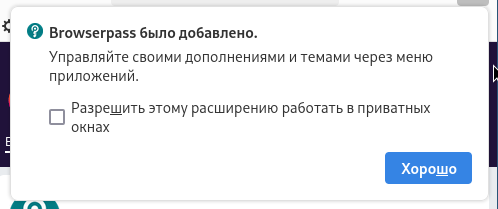 Browserpass было добавлено.
Управляйте своими дополнениями и темами через меню
приложений.
Разрешить этому расширению работать в приватных
окнах
Хорошо